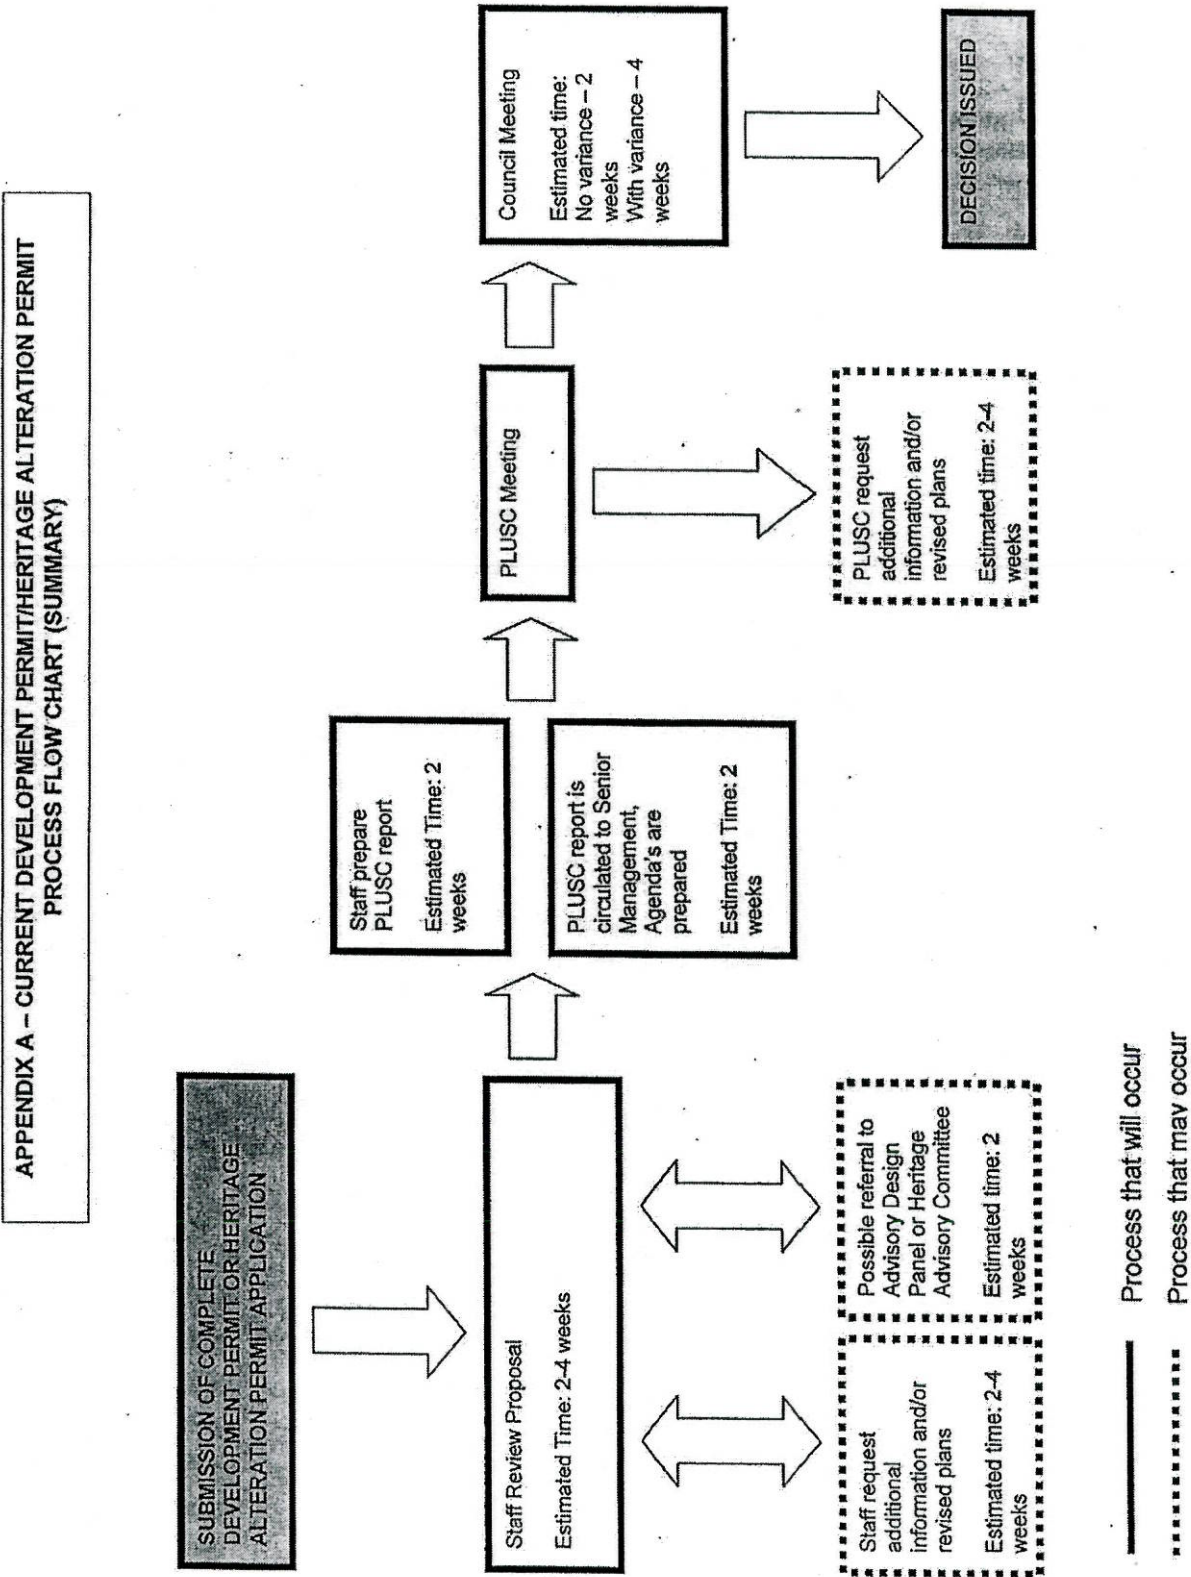 APPENDIX A – CURRENT DEVELOPMENT PERMIT/HERITAGE ALTERATION PERMIT
PROCESS FLOW CHART (SUMMARY)
SUBMISSION OF COMPLETE
DEVELOPMENT PERMIT OR HERITAGE
ALTERATION PERMIT APPLICATION
Staff Review Proposal
Estimated Time: 2-4 weeks
Staff request
additional
information and/or
revised plans
Estimated time: 2-4
weeks
Possible referral to
Advisory Design
Panel or Heritage
Advisory Committee
Estimated time: 2
weeks
Staff prepare
PLUSC report
Estimated Time: 2
weeks
PLUSC report is
circulated to Senior
Management,
Agenda's are
prepared
Estimated Time: 2
weeks
PLUSC Meeting
PLUSC request
additional
information and/or
revised plans
Estimated time: 2-4
weeks
Council Meeting
Estimated time:
No variance – 2
weeks
With variance – 4
weeks
DECISION ISSUED
Process that will occur
Process that may occur